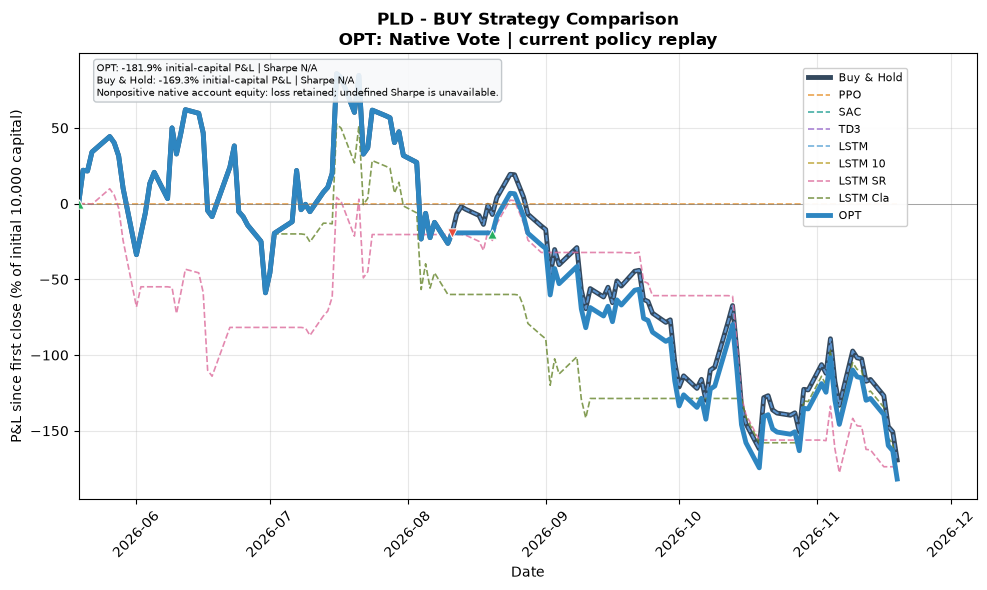 PLD - BUY Strategy Comparison
OPT: Native Vote | current policy replay
OPT: -181.9% initial-capital P&L | Sharpe N/A
Buy & Hold: -169.3% initial-capital P&L | Sharpe N/A
Nonpositive native account equity: loss retained; undefined Sharpe is unavailable.
Buy & Hold
PPO
SAC
TD3
LSTM
LSTM 10
LSTM SR
LSTM Cla
OPT
P&L since first close (% of initial 10,000 capital)
50
0
−50
−100
−150
2026-06
2026-07
2026-08
2026-09
2026-10
2026-11
2026-12
Date